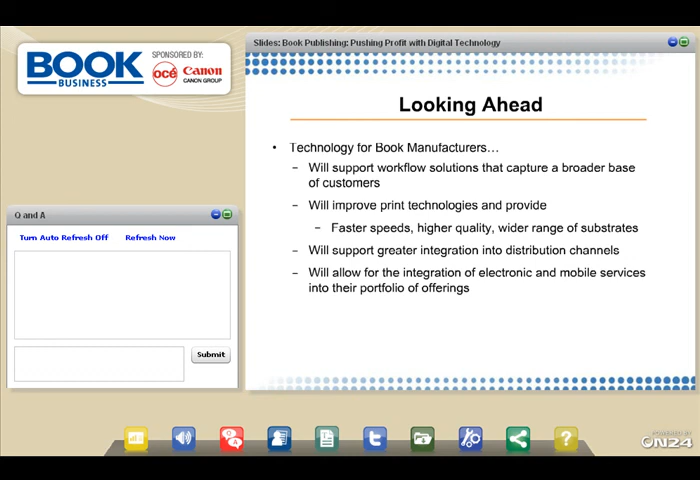 BOOK
BUSINESS
SPONSORED BY:
océ Canon
CANON GROUP
Slides: Book Publishing: Pushing Profit with Digital Technology
Looking Ahead
• Technology for Book Manufacturers…
– Will support workflow solutions that capture a broader base
of customers
– Will improve print technologies and provide
– Faster speeds, higher quality, wider range of substrates
– Will support greater integration into distribution channels
– Will allow for the integration of electronic and mobile services
into their portfolio of offerings
Q and A
Turn Auto Refresh Off Refresh Now
Submit
Q
A
t
?
POWERED BY
ON24